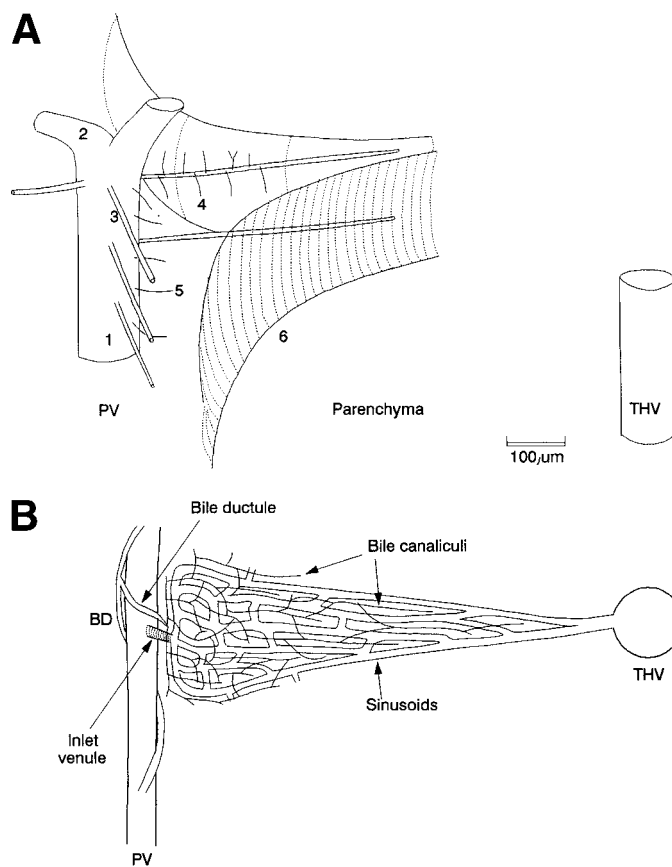 A
2
3
4
5
1
6
PV
Parenchyma
THV
100μm
B
Bile ductule
Bile canaliculi
BD
THV
Sinusoids
Inlet
venule
PV